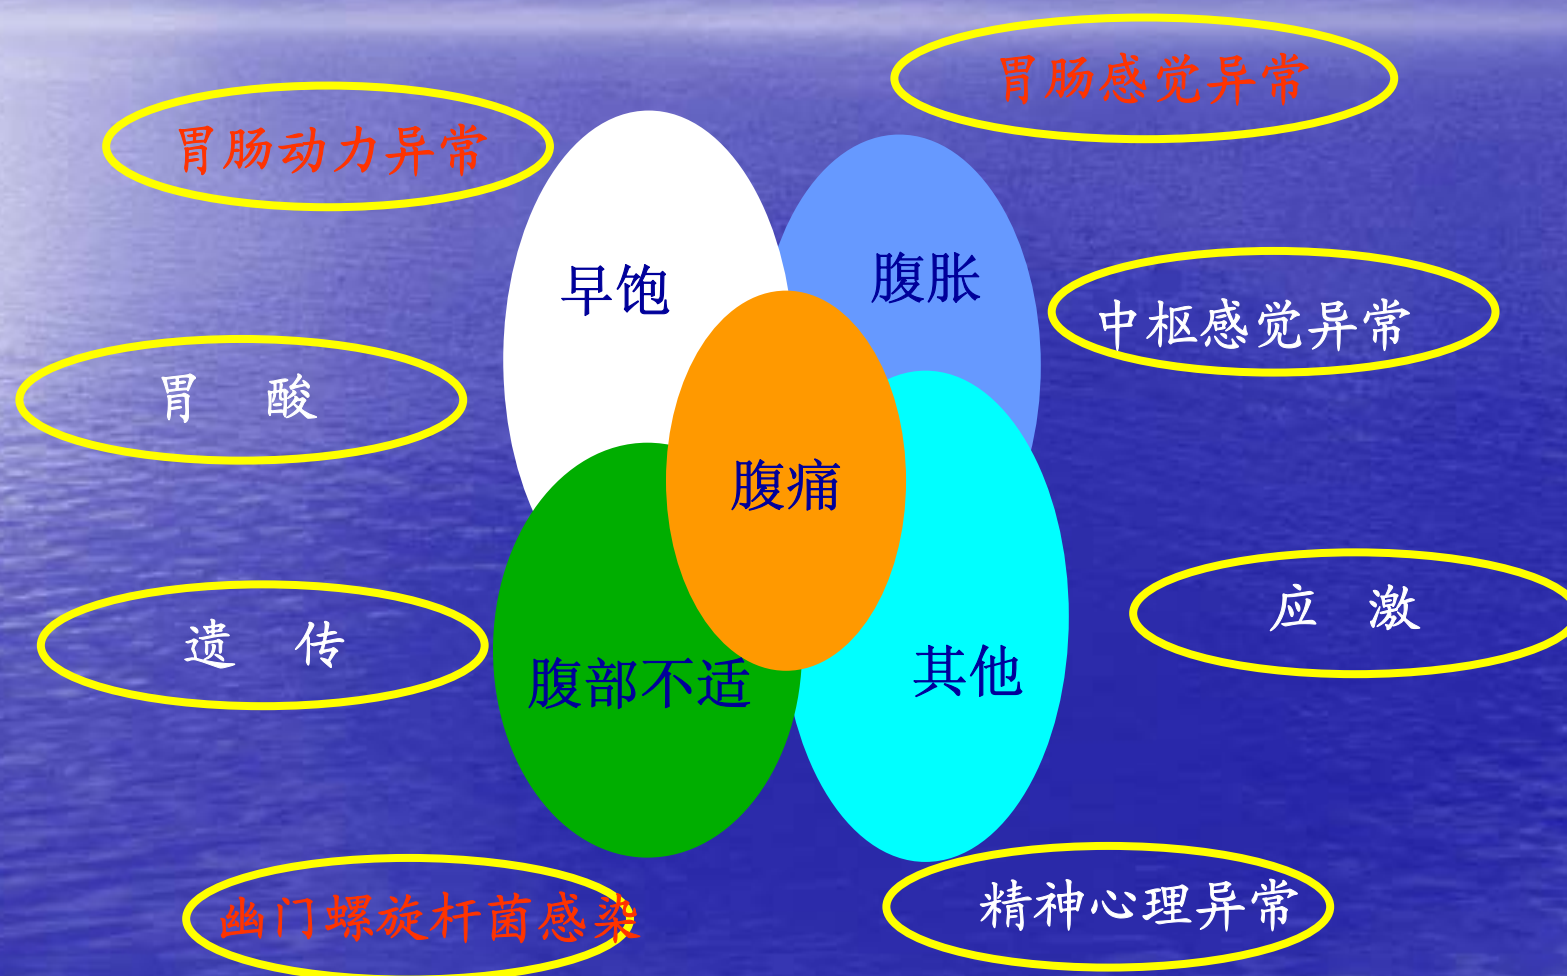 胃肠感觉异常
胃肠动力异常
早饱
腹胀
中枢感觉异常
胃 酸
腹痛
应 激
遗 传
腹部不适
其他
幽门螺旋杆菌感染
精神心理异常